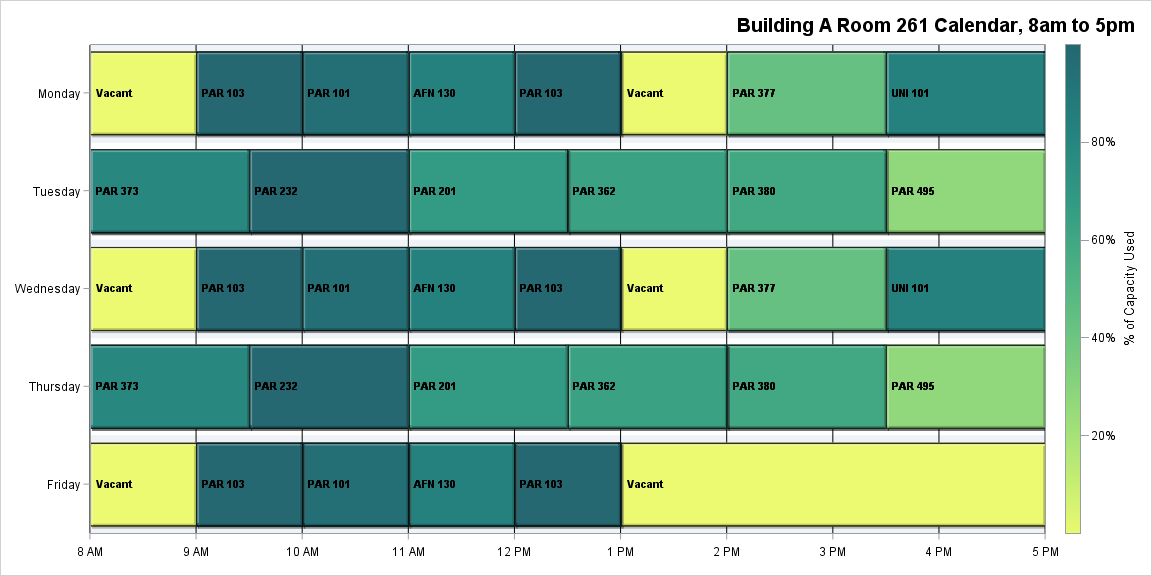 Building A Room 261 Calendar, 8am to 5pm
Monday
Vacant
PAR 103
PAR 101
AFN 130
PAR 103
Vacant
PAR 377
UNI 101
Tuesday
PAR 373
PAR 232
PAR 201
PAR 362
PAR 380
PAR 495
Wednesday
Vacant
PAR 103
PAR 101
AFN 130
PAR 103
Vacant
PAR 377
UNI 101
Thursday
PAR 373
PAR 232
PAR 201
PAR 362
PAR 380
PAR 495
Friday
Vacant
PAR 103
PAR 101
AFN 130
PAR 103
Vacant
8 AM
9 AM
10 AM
11 AM
12 PM
1 PM
2 PM
3 PM
4 PM
5 PM
80%
60%
40%
20%
% of Capacity Used